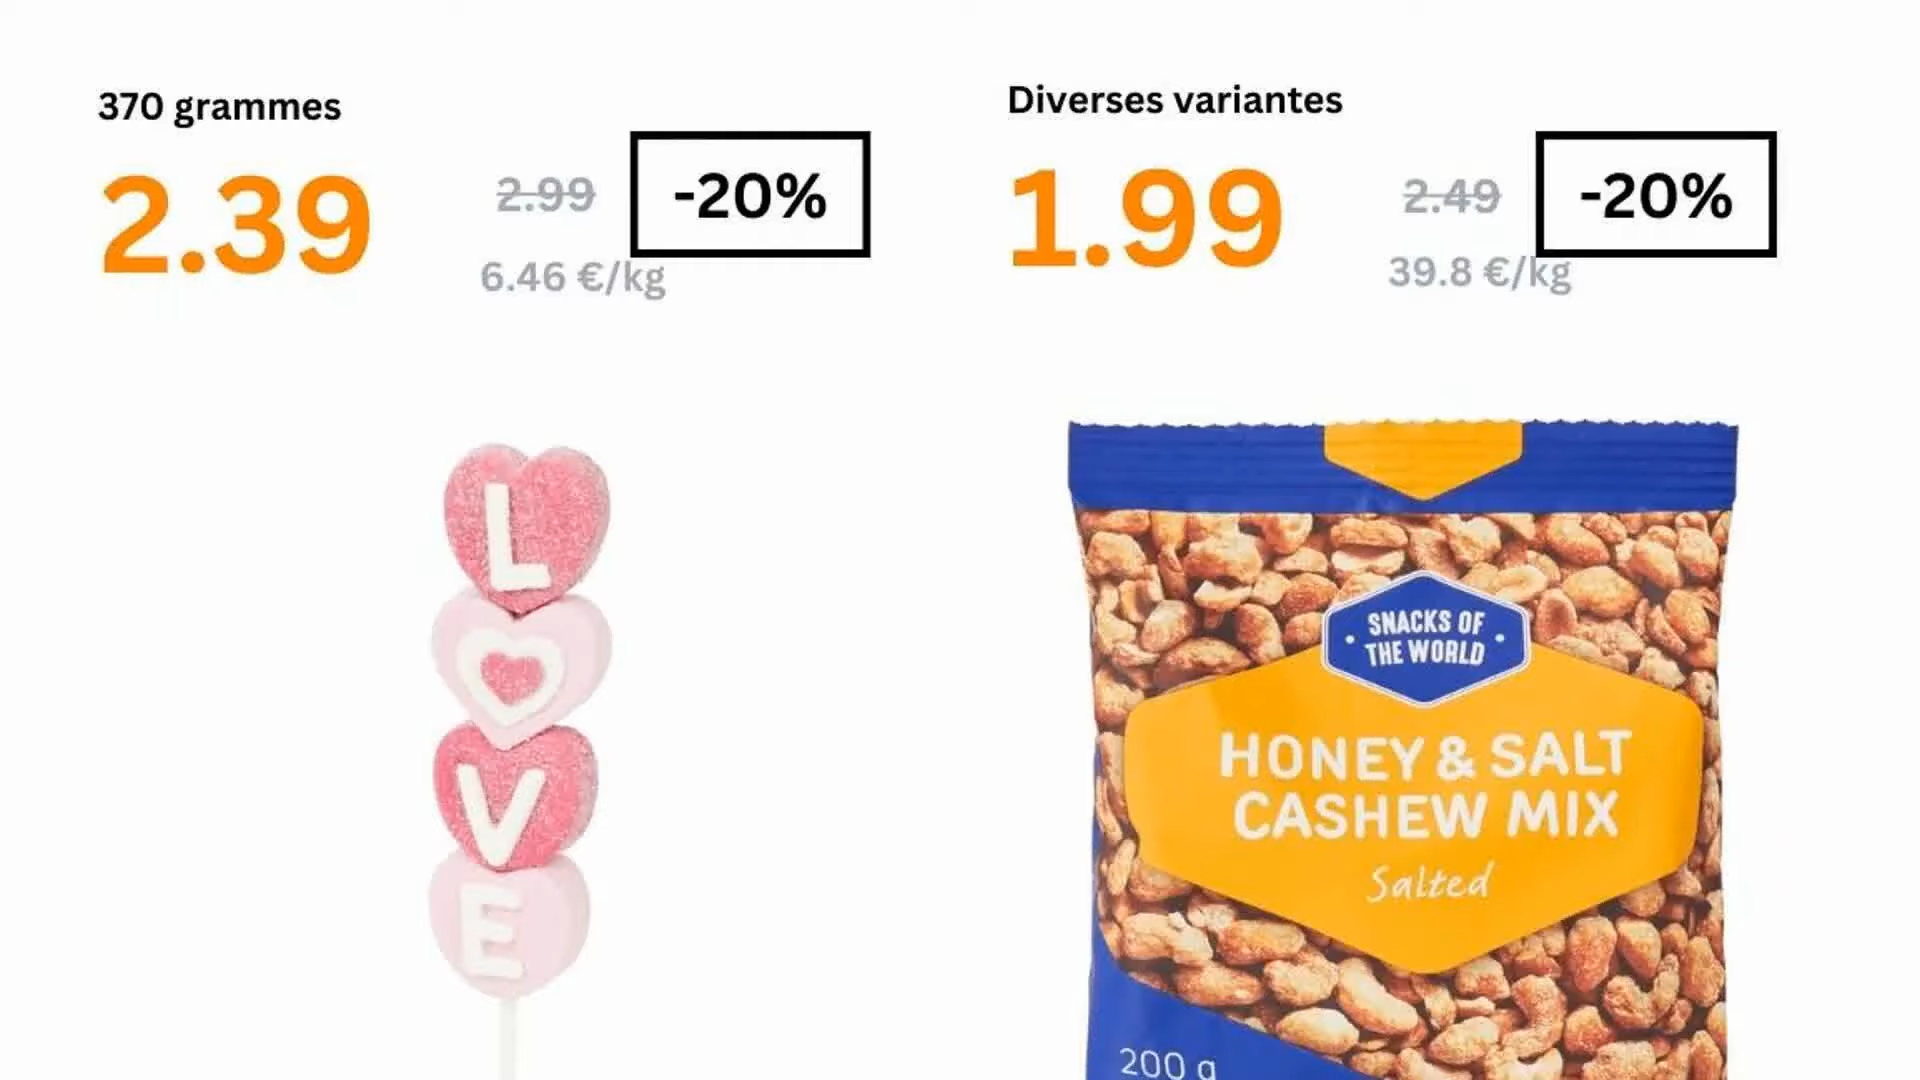 370 grammes
2.39
2.99
-20%
6.46 €/kg
Diverses variantes
1.99
2.49
-20%
39.8 €/kg
L
O
V
E
SNACKS OF
THE WORLD
HONEY & SALT
CASHEW MIX
Salted
200 g